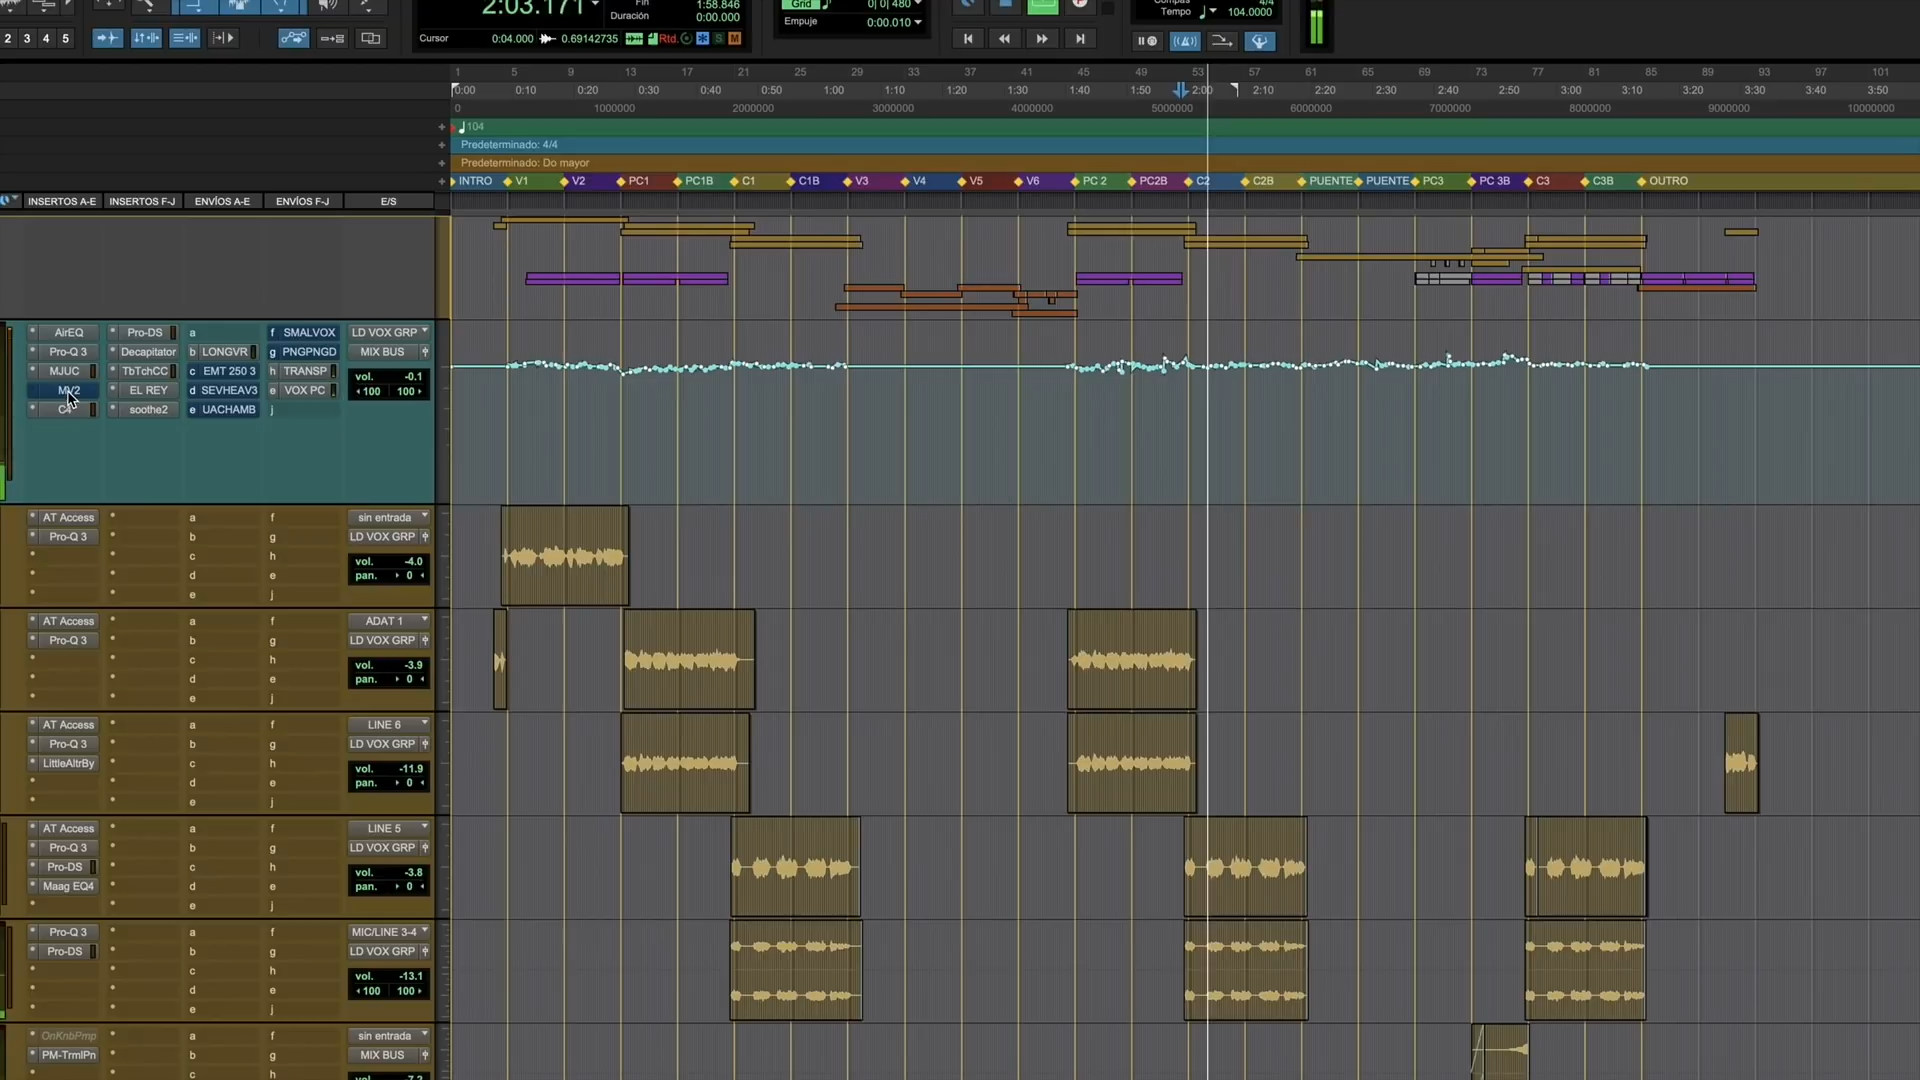 2:03.171
Fin 1:58.846
Duración 0:00.000
Cursor 0:04.000 0.69142735 Rtd. S M
Grid 0| 0| 480
Empuje 0:00.010
Compás 4/4
Tempo 104.0000
2 3 4 5
1 5 9 13 17 21 25 29 33 37 41 45 49 53 57 61 65 69 73 77 81 85 89 93 97 101
0:00 0:10 0:20 0:30 0:40 0:50 1:00 1:10 1:20 1:30 1:40 1:50 2:00 2:10 2:20 2:30 2:40 2:50 3:00 3:10 3:20 3:30 3:40 3:50
0 1000000 2000000 3000000 4000000 5000000 6000000 7000000 8000000 9000000 10000000
104
Predeterminado: 4/4
Predeterminado: Do mayor
INTRO V1 V2 PC1 PC1B C1 C1B V3 V4 V5 V6 PC 2 PC2B C2 C2B PUENTE PUENTE PC3 PC 3B C3 C3B OUTRO
INSERTOS A-E INSERTOS F-J ENVÍOS A-E ENVÍOS F-J E/S
AirEQ Pro-DS a f SMALVOX LD VOX GRP
Pro-Q 3 Decapitator b LONGVR g PNGPNGD MIX BUS
MJUC TbTchCC c EMT 250 3 h TRANSP vol. -0.1
MV2 EL REY d SEVHEAV3 e VOX PC 100 100
C4 soothe2 e UACHAMB j
AT Access a f sin entrada
Pro-Q 3 b g LD VOX GRP
c h vol. -4.0
d e pan. 0
e j
AT Access a f ADAT 1
Pro-Q 3 b g LD VOX GRP
c h vol. -3.9
d e pan. 0
e j
AT Access a f LINE 6
Pro-Q 3 b g LD VOX GRP
LittleAltrBy c h vol. -11.9
d e pan. 0
e j
AT Access a f LINE 5
Pro-Q 3 b g LD VOX GRP
Pro-DS c h vol. -3.8
Maag EQ4 d e pan. 0
e j
Pro-Q 3 a f MIC/LINE 3-4
Pro-DS b g LD VOX GRP
c h vol. -13.1
d e 100 100
e j
OnKnbPmp a f sin entrada
PM-TrmlPn b g MIX BUS
c h -7.2